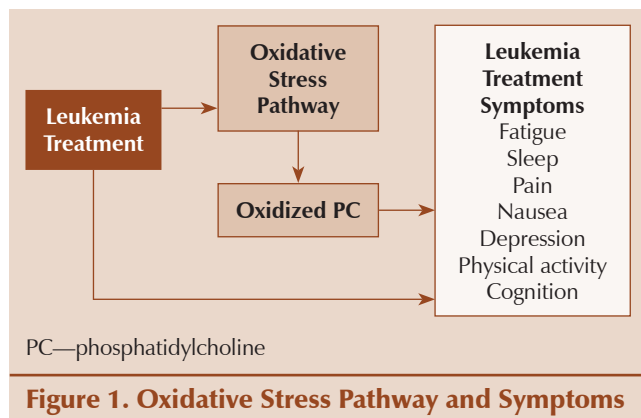 Leukemia
Treatment
Oxidative
Stress
Pathway
Oxidized PC
Leukemia
Treatment
Symptoms
Fatigue
Sleep
Pain
Nausea
Depression
Physical activity
Cognition
PC—phosphatidylcholine
Figure 1. Oxidative Stress Pathway and Symptoms